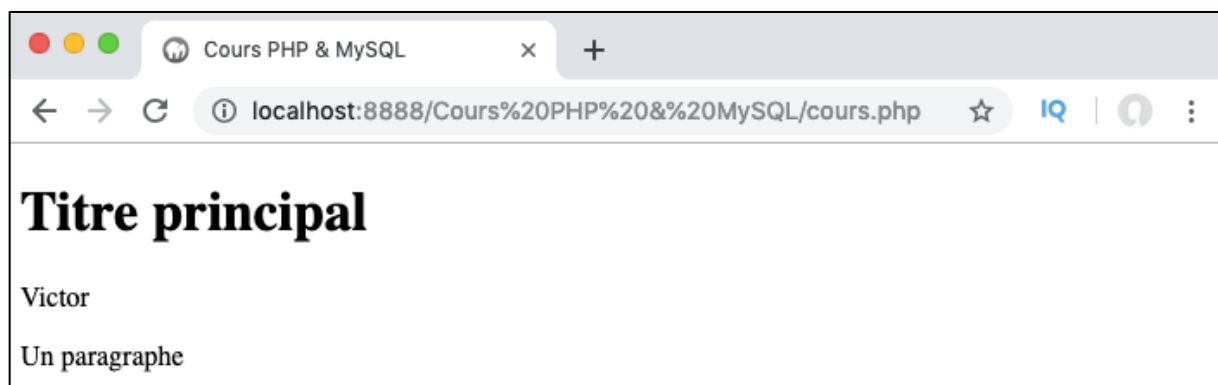 Cours PHP & MySQL
localhost:8888/Cours%20PHP%20&%20MySQL/cours.php
IQ
Titre principal
Victor
Un paragraphe